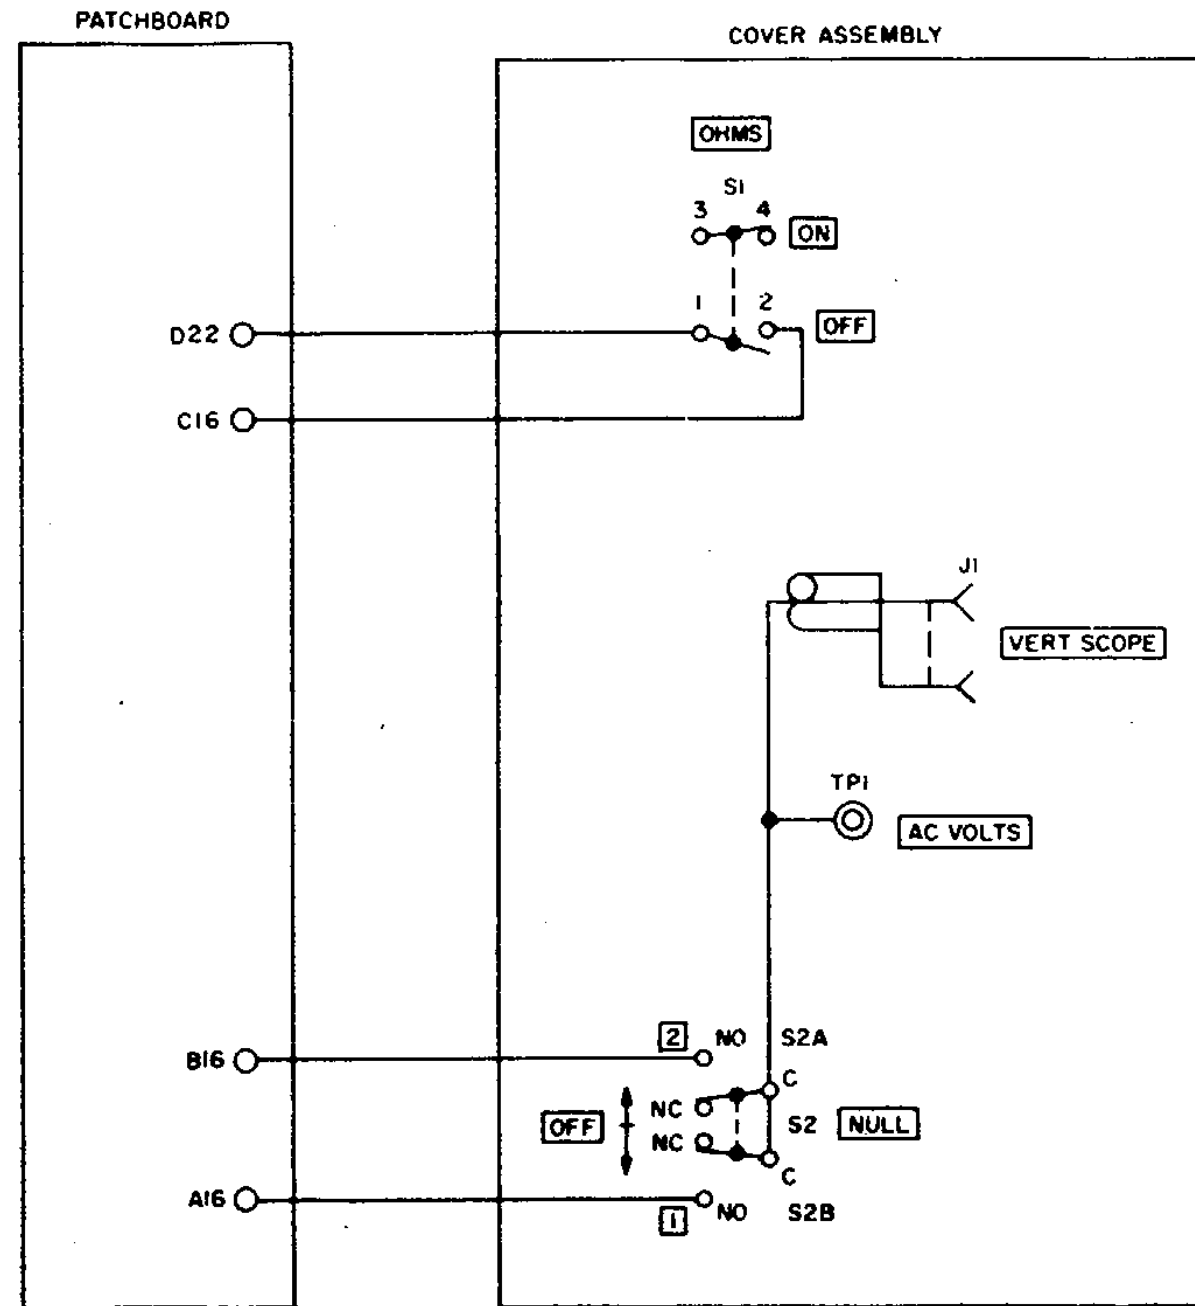 PATCHBOARD
COVER ASSEMBLY
OHMS
S1
3 4
ON
1 2
OFF
D22
C16
J1
VERT SCOPE
TP1
AC VOLTS
B16
2 NO S2A
C
OFF
NC
NC
S2 NULL
C
A16
1 NO S2B